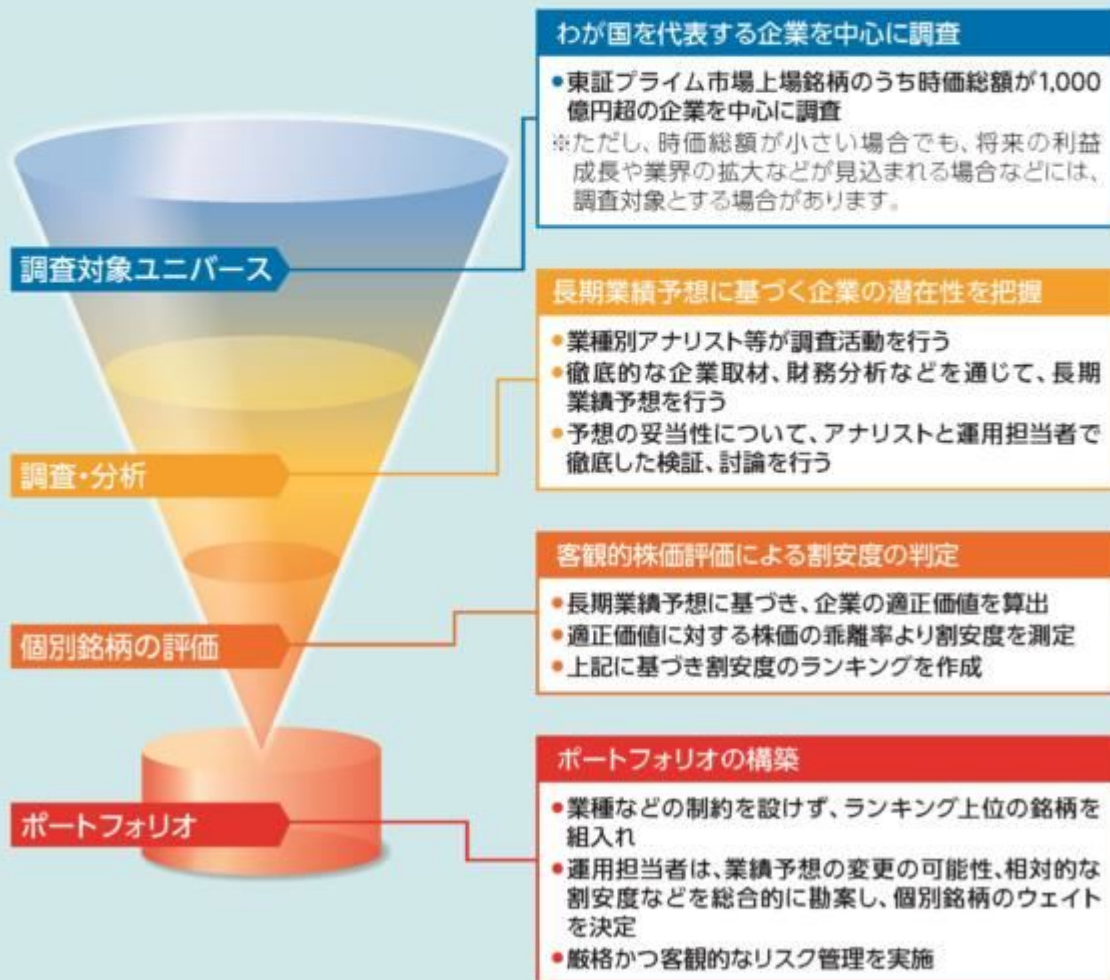 わが国を代表する企業を中心に調査
•東証プライム市場上場銘柄のうち時価総額が1,000
億円超の企業を中心に調査
※ただし、時価総額が小さい場合でも、将来の利益
成長や業界の拡大などが見込まれる場合などには、
調査対象とする場合があります。
調査対象ユニバース
長期業績予想に基づく企業の潜在性を把握
•業種別アナリスト等が調査活動を行う
•徹底的な企業取材、財務分析などを通じて、長期
業績予想を行う
•予想の妥当性について、アナリストと運用担当者で
徹底した検証、討論を行う
調査・分析
客観的株価評価による割安度の判定
•長期業績予想に基づき、企業の適正価値を算出
•適正価値に対する株価の乖離率より割安度を測定
•上記に基づき割安度のランキングを作成
個別銘柄の評価
ポートフォリオの構築
•業種などの制約を設けず、ランキング上位の銘柄を
組入れ
•運用担当者は、業績予想の変更の可能性、相対的な
割安度などを総合的に勘案し、個別銘柄のウェイト
を決定
•厳格かつ客観的なリスク管理を実施
ポートフォリオ